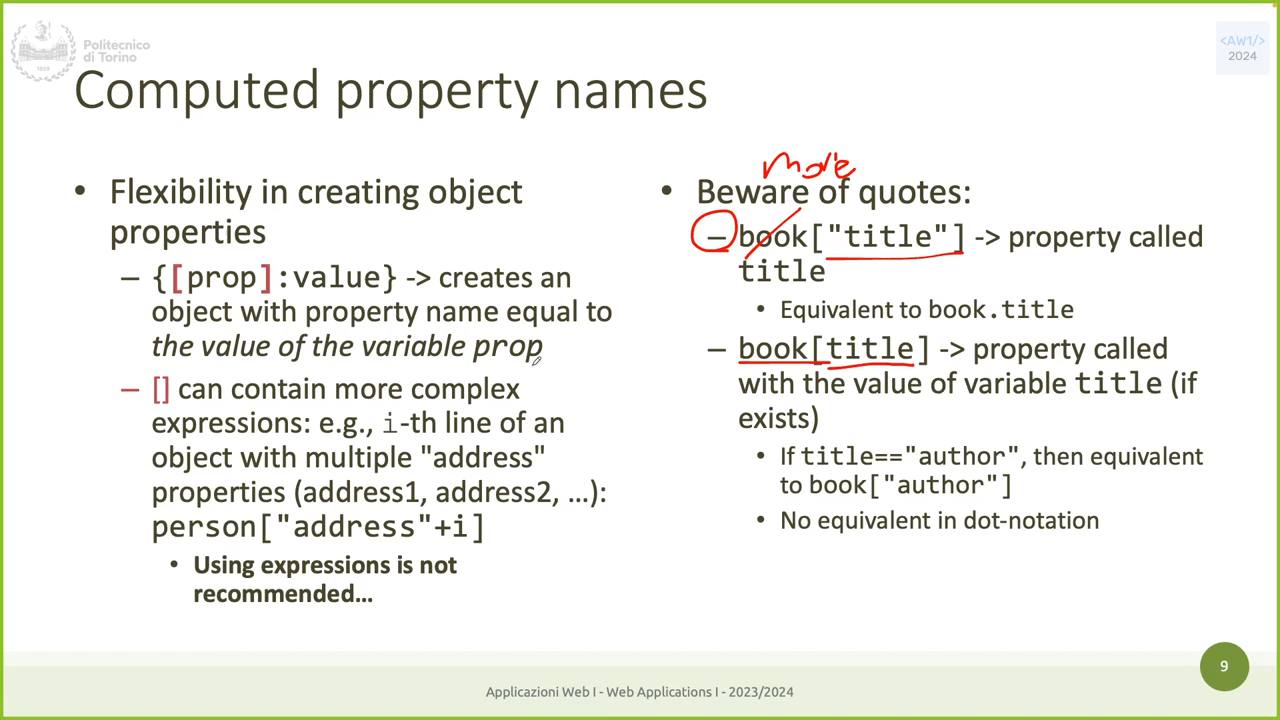 Politecnico
di Torino
<AW1/>
2024
Computed property names
• Flexibility in creating object
properties
– {[prop]:value} -> creates an
object with property name equal to
the value of the variable prop
– [] can contain more complex
expressions: e.g., i-th line of an
object with multiple "address"
properties (address1, address2, …):
person["address"+i]
• Using expressions is not
recommended…
more
• Beware of quotes:
– book["title"] -> property called
title
• Equivalent to book.title
– book[title] -> property called
with the value of variable title (if
exists)
• If title=="author", then equivalent
to book["author"]
• No equivalent in dot-notation
9
Applicazioni Web I - Web Applications I - 2023/2024